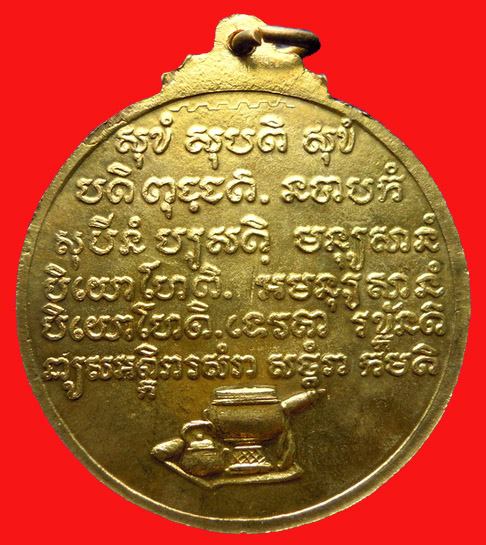 សុខំ សុបតិ សុខំ
បតិពុជ្ឈតិ. នបាបកំ
សុបីនំ បស្សតិ មនុស្សានំ
បិយោហោតិ. អមនុស្សានំ
បិយោហោតិ. ទេវតា រក្ខន្តិ
សត្ថំវា កមតិ